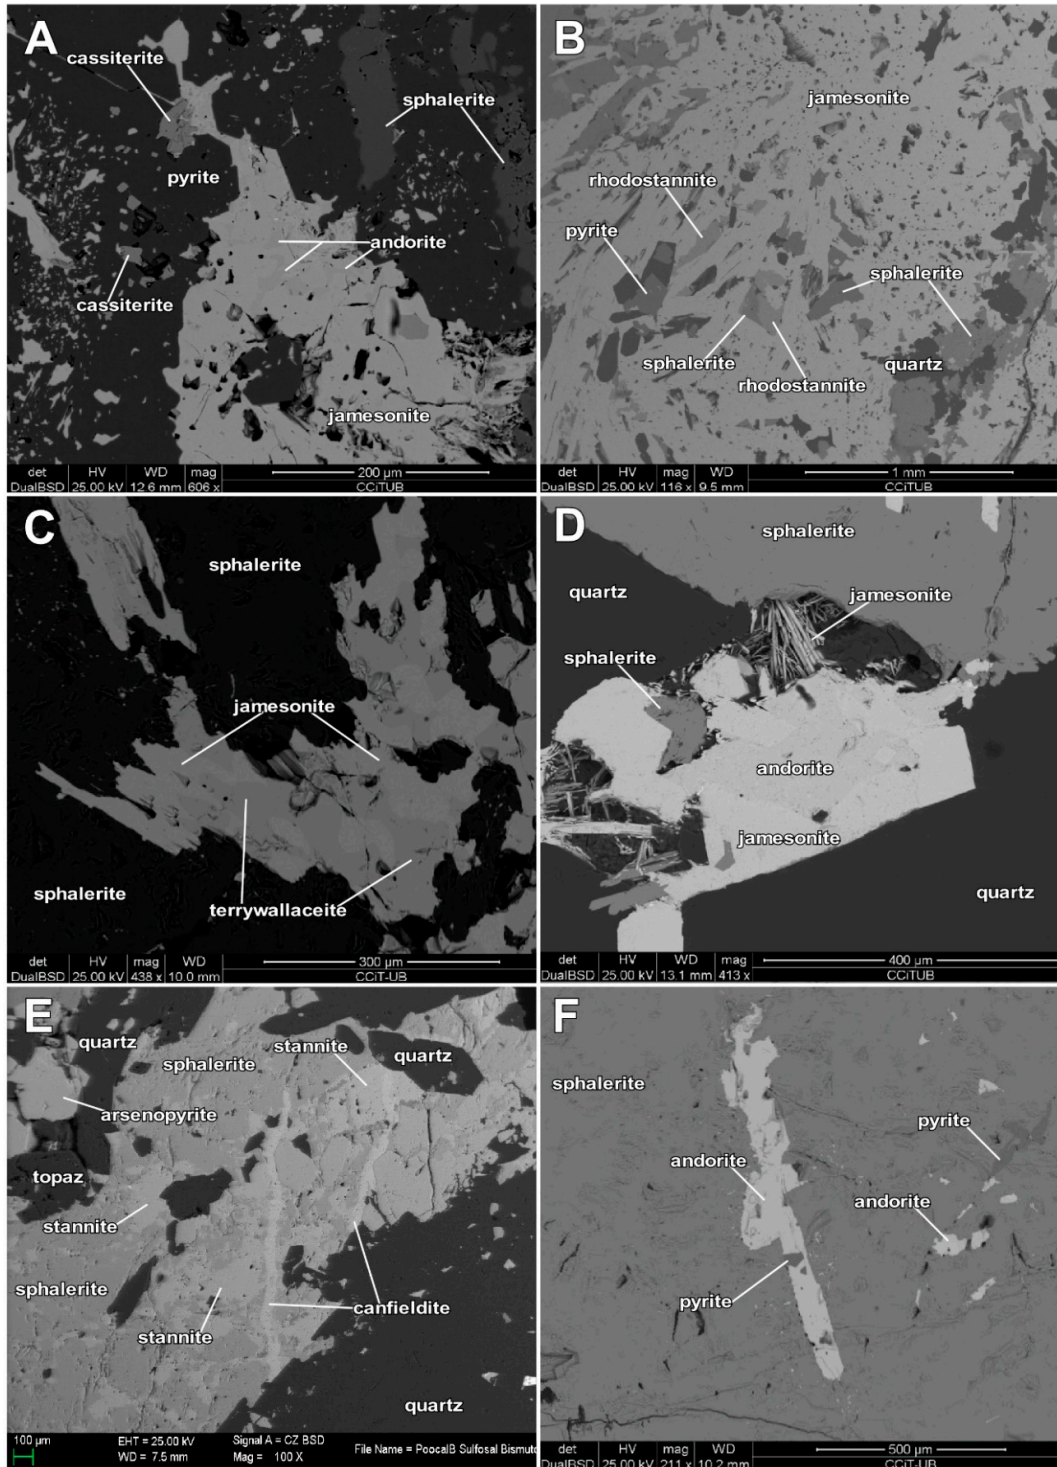 A
cassiterite
sphalerite
pyrite
andorite
cassiterite
jamesonite
det HV WD mag
200 µm
DualBSD 25.00 kV 12.6 mm 606 x
CCiTUB
B
jamesonite
rhodostannite
pyrite
sphalerite
sphalerite
quartz
rhodostannite
det HV mag WD
1 mm
DualBSD 25.00 kV 116 x 9.5 mm
CCiTUB
C
sphalerite
jamesonite
sphalerite
terrywallaceite
det HV mag WD
300 µm
DualBSD 25.00 kV 438 x 10.0 mm
CCiT-UB
D
sphalerite
quartz
jamesonite
sphalerite
andorite
jamesonite
quartz
det HV WD mag
400 µm
DualBSD 25.00 kV 13.1 mm 413 x
CCiTUB
E
quartz
stannite
sphalerite
quartz
arsenopyrite
topaz
stannite
sphalerite
canfieldite
stannite
quartz
100 µm EHT = 25.00 kV Signal A = CZ BSD
WD = 7.5 mm Mag = 100 X File Name = PoocalB Sulfosal Bismuto
F
sphalerite
pyrite
andorite
andorite
pyrite
det HV mag WD
500 µm
DualBSD 25.00 kV 211 x 10.2 mm
CCiTUB